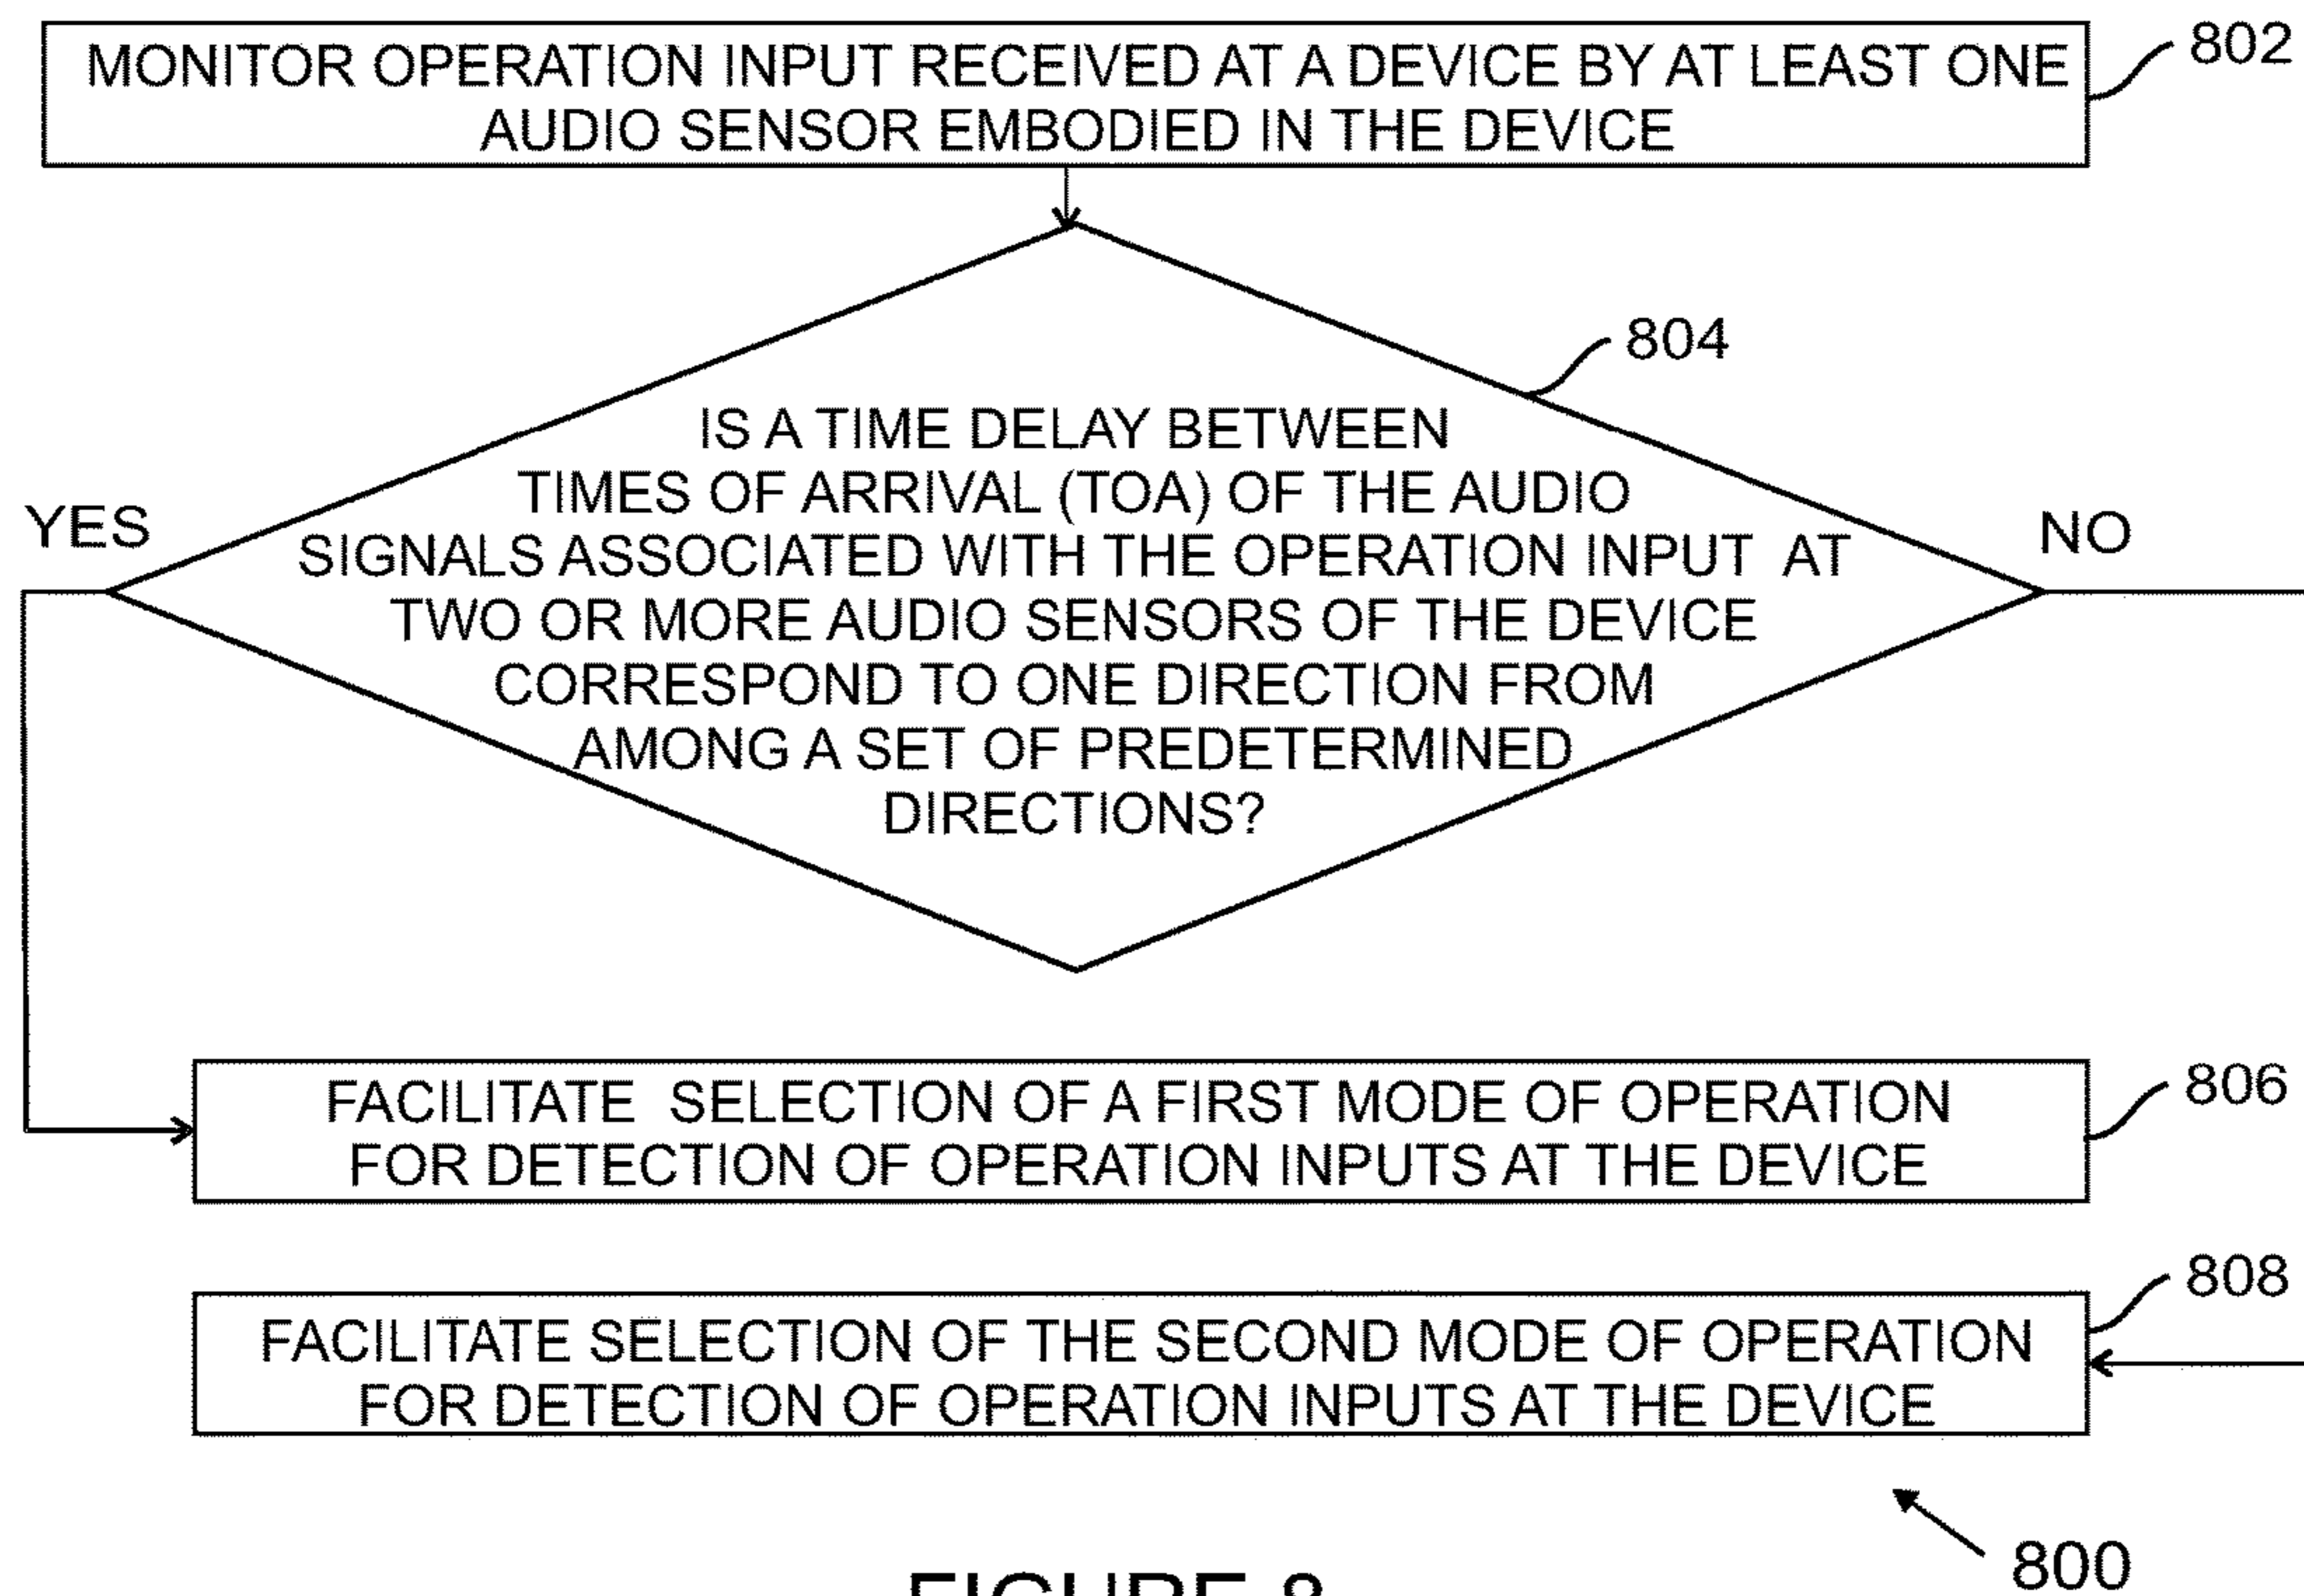 MONITOR OPERATION INPUT RECEIVED AT A DEVICE BY AT LEAST ONE
AUDIO SENSOR EMBODIED IN THE DEVICE
802
804
IS A TIME DELAY BETWEEN
TIMES OF ARRIVAL (TOA) OF THE AUDIO
SIGNALS ASSOCIATED WITH THE OPERATION INPUT AT
TWO OR MORE AUDIO SENSORS OF THE DEVICE
CORRESPOND TO ONE DIRECTION FROM
AMONG A SET OF PREDETERMINED
DIRECTIONS?
YES
NO
FACILITATE SELECTION OF A FIRST MODE OF OPERATION
FOR DETECTION OF OPERATION INPUTS AT THE DEVICE
806
FACILITATE SELECTION OF THE SECOND MODE OF OPERATION
FOR DETECTION OF OPERATION INPUTS AT THE DEVICE
808
800
FIGURE 8